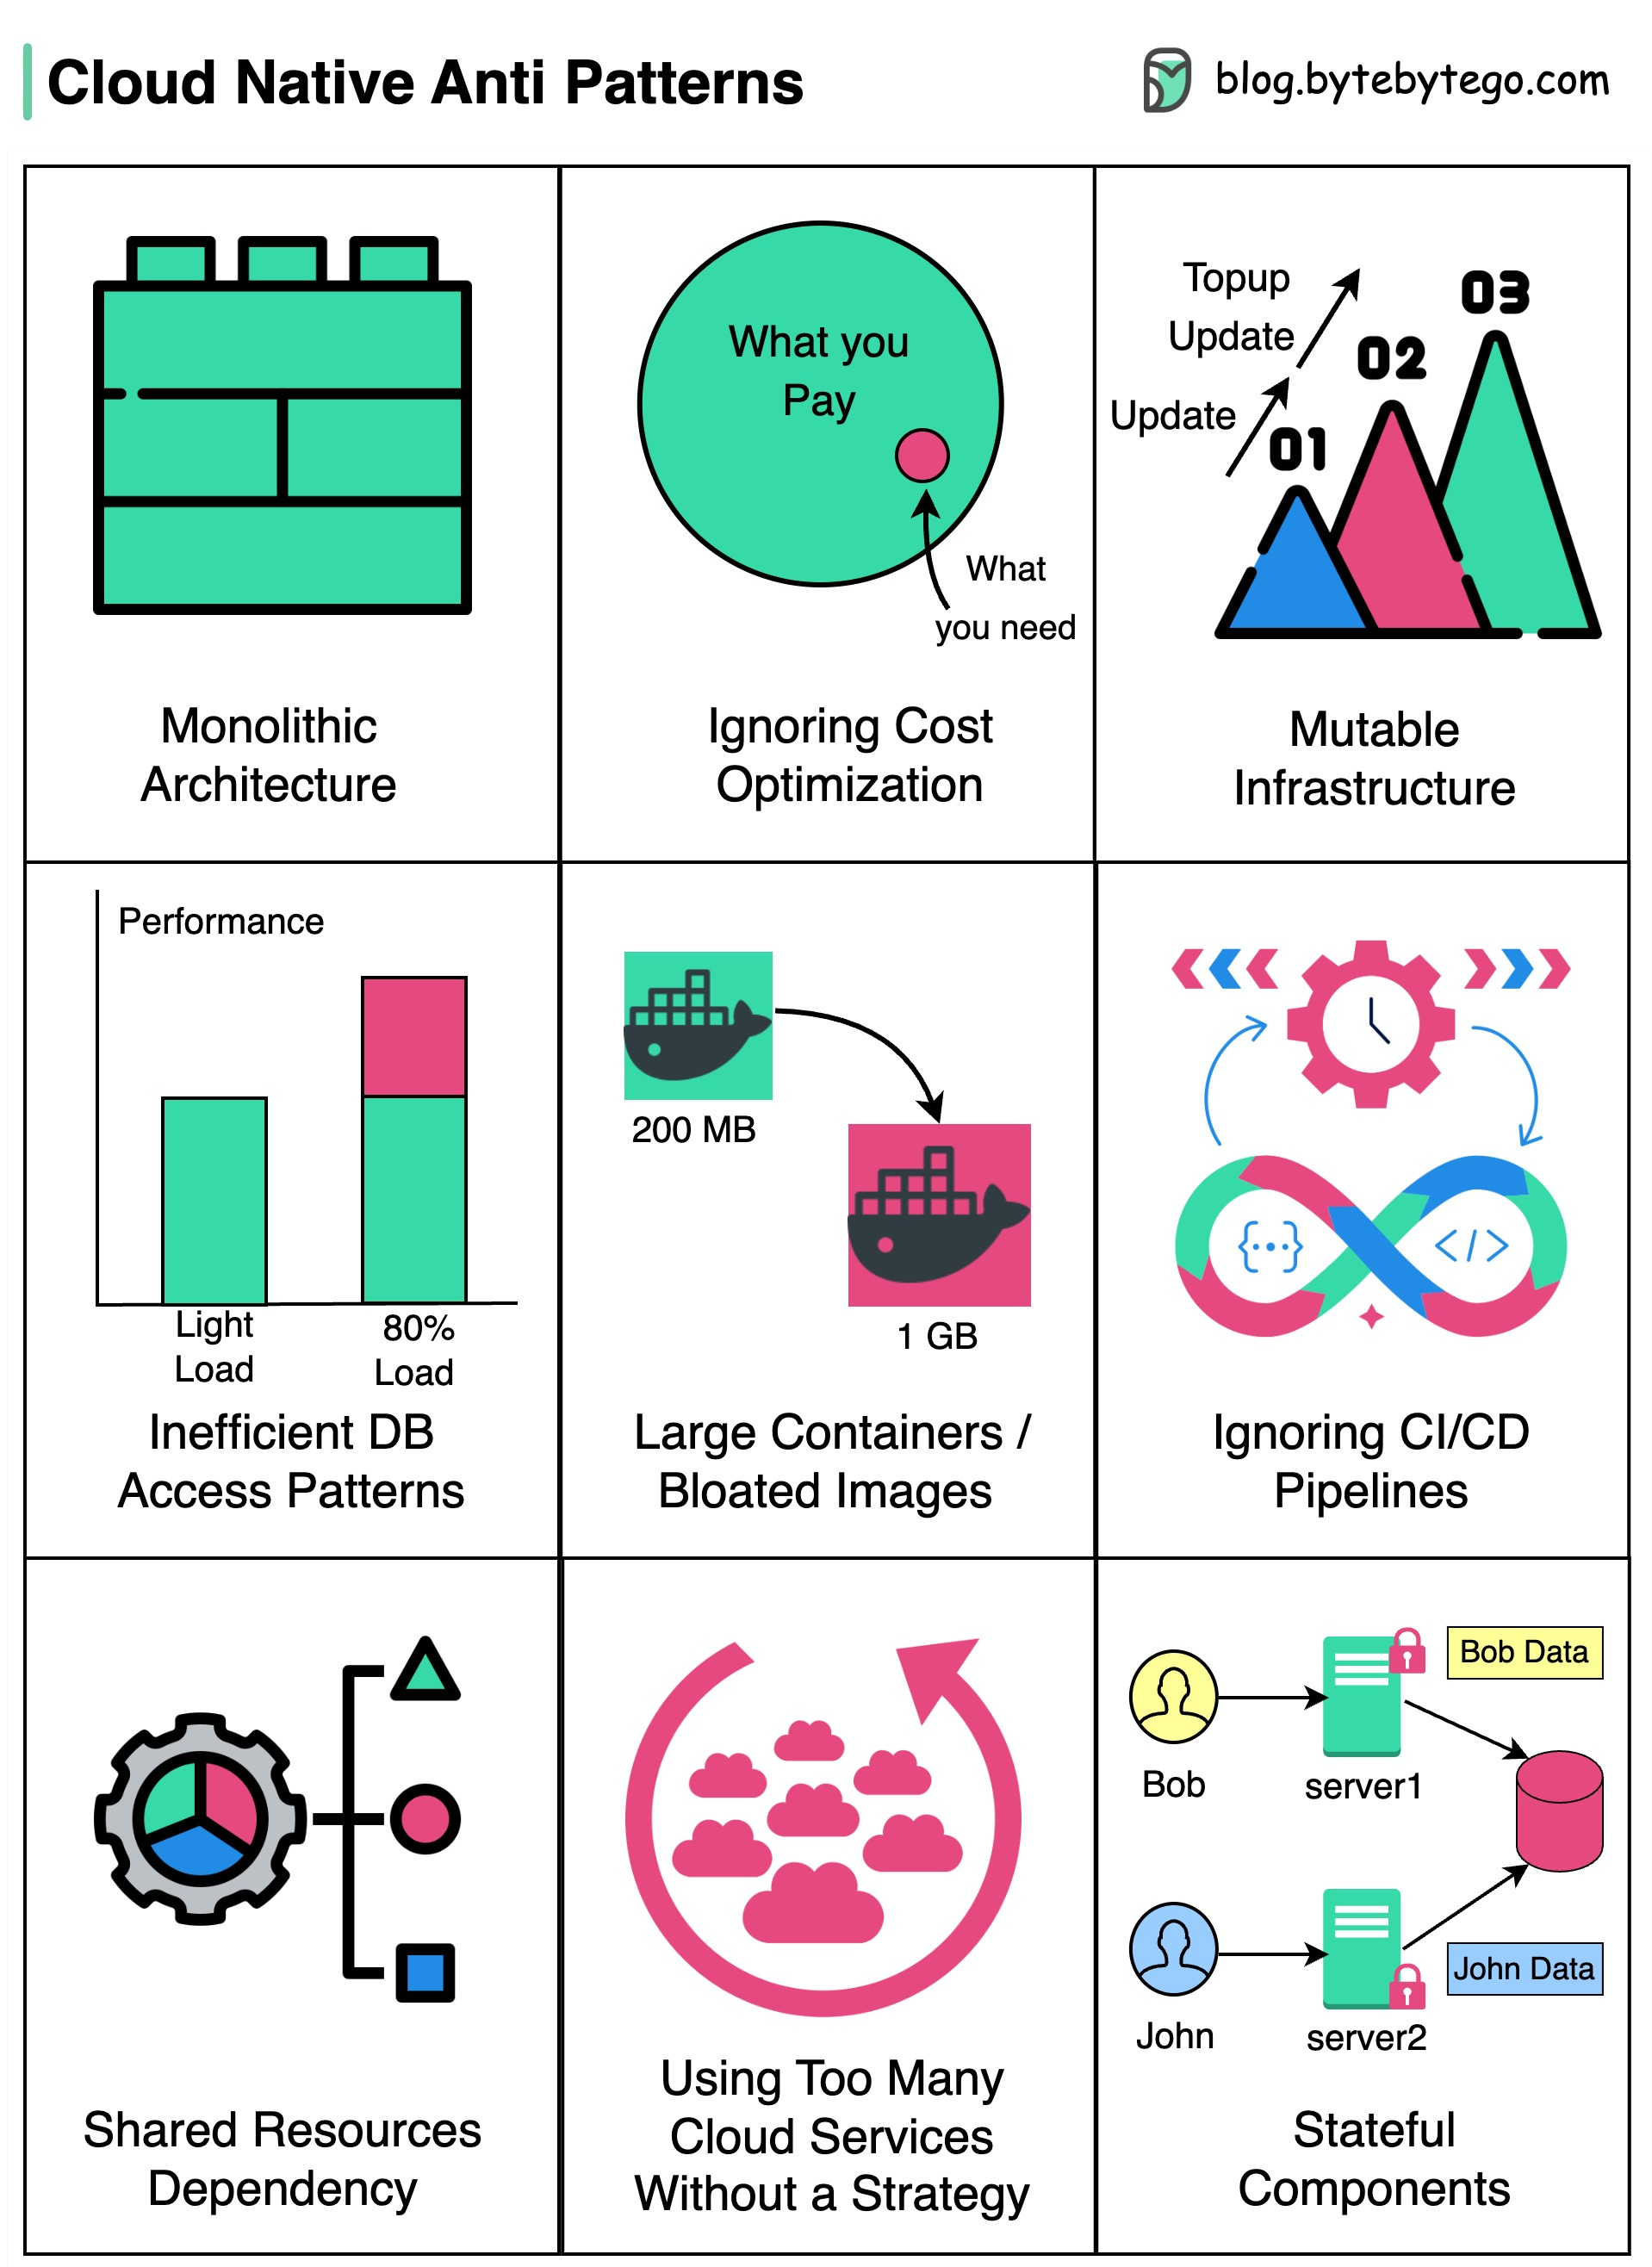 Cloud Native Anti Patterns
blog.bytebytego.com
What you
Pay
What
you need
Topup
Update
Update
01
02
03
Monolithic
Architecture
Ignoring Cost
Optimization
Mutable
Infrastructure
Performance
Light
Load
80%
Load
200 MB
1 GB
{...}
</>
Inefficient DB
Access Patterns
Large Containers /
Bloated Images
Ignoring CI/CD
Pipelines
Bob Data
Bob
server1
John Data
John
server2
Shared Resources
Dependency
Using Too Many
Cloud Services
Without a Strategy
Stateful
Components